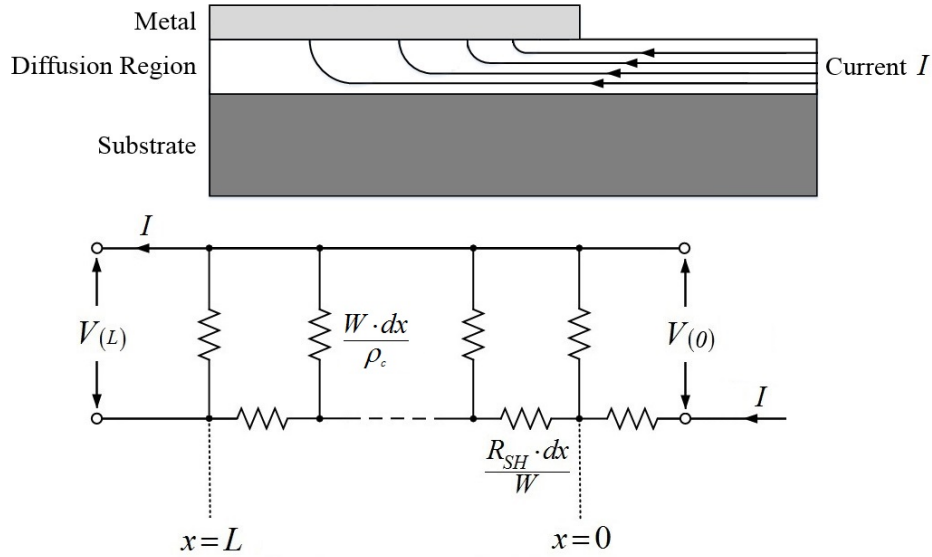 Metal
Diffusion Region
Current I
Substrate
I
V(L)
W·dx
ρc
V(0)
I
RSH·dx
W
x=L
x=0